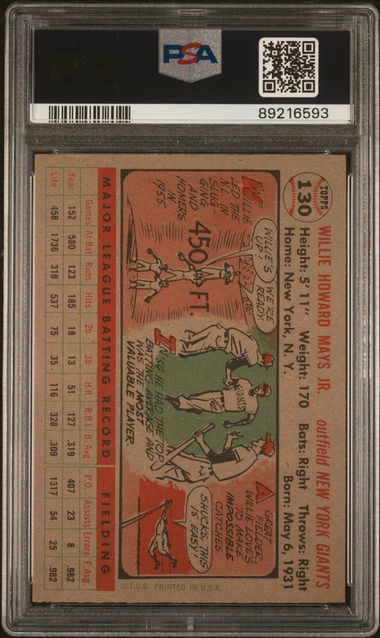 PSA
89216593
TOPPS
130
WILLIE HOWARD MAYS JR. outfield NEW YORK GIANTS
Height: 5' 11" Weight: 170 Bats: Right Throws: Right
Home: New York, N. Y. Born: May 6, 1931
WILLIE
LED THE
N.L. IN
SLUG
GING
AND
HOMERS
IN
1955.
450 FT.
WILLIE'S
WE'RE
READY
UP!
GIANTS
IN '54 HE HAD THE TOP
BATTING AVERAGE AND
WAS THE MOST
VALUABLE PLAYER.
A GREAT
FIELDER,
WILLIE LOVES
TO MAKE
IMPOSSIBLE
CATCHES.
SHUCKS, THIS
IS EASY!
MAJOR LEAGUE BATTING RECORD FIELDING
Games At Bat Runs Hits 2b 3b H.R. R.B.I. B. Avg. P.O. Assists Errors F. Avg.
Year 152 580 123 185 18 13 51 127 .319 407 23 8 .982
Life 458 1736 318 537 75 35 116 328 .309 1317 54 25 .982
© T.C.G. PRINTED IN U.S.A.